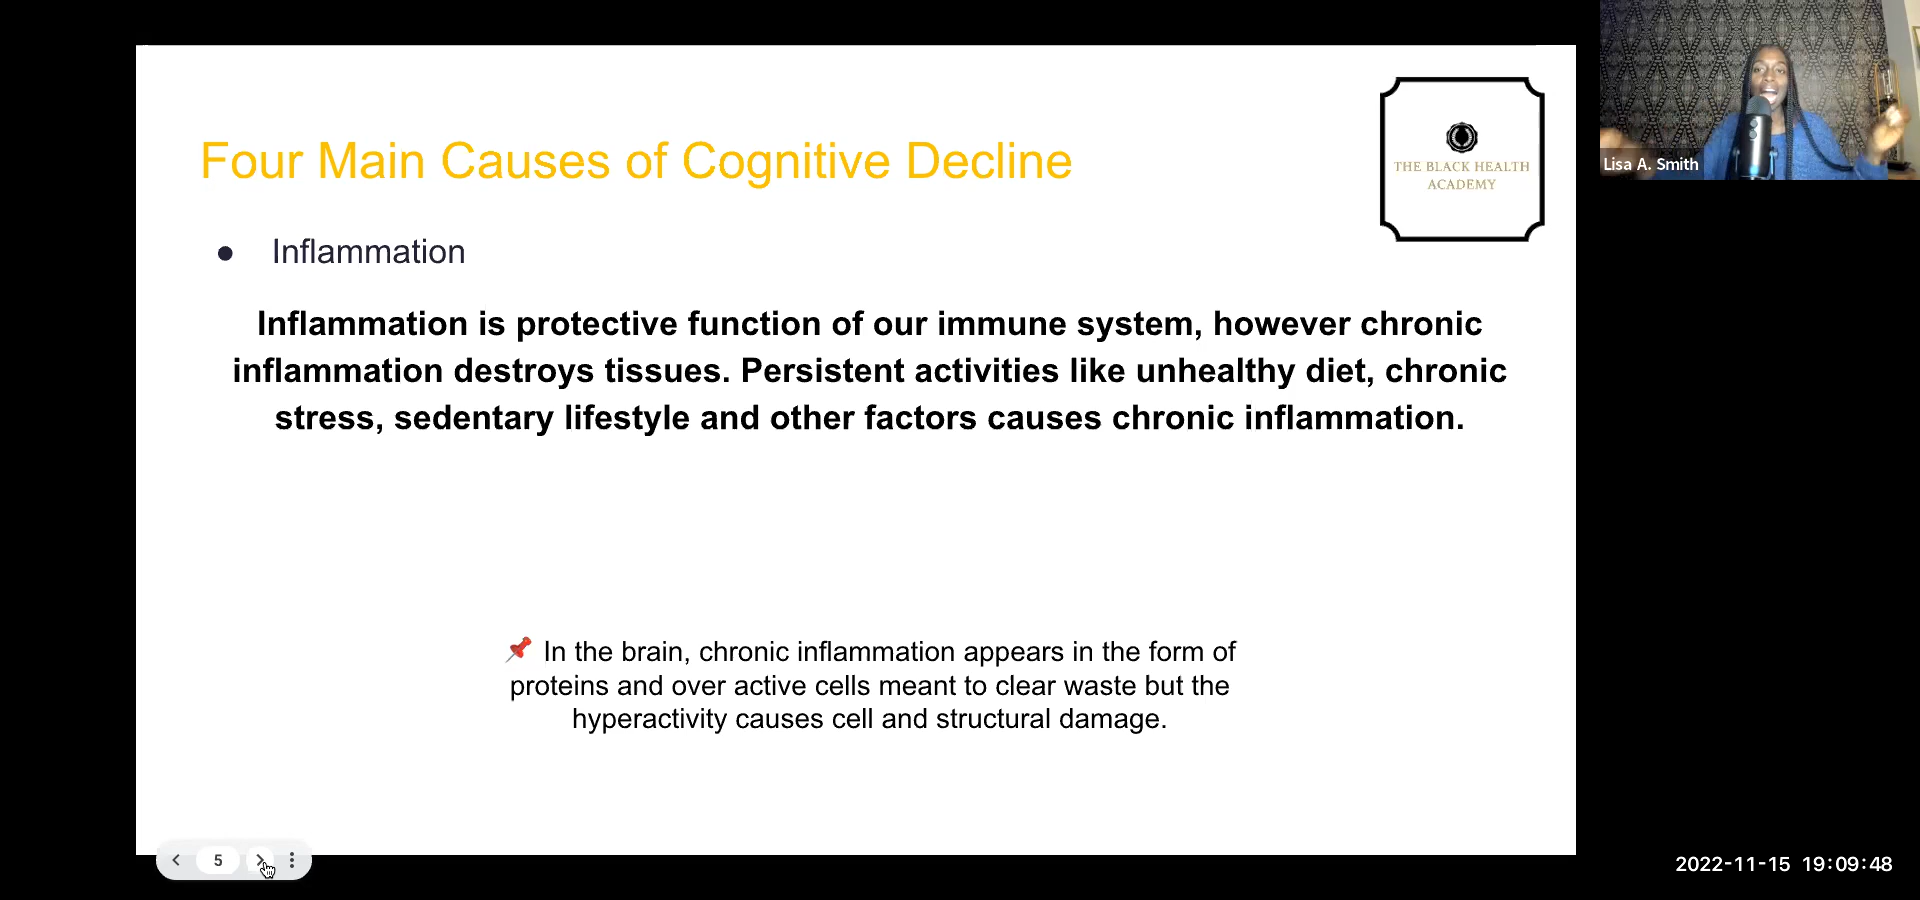 Four Main Causes of Cognitive Decline
THE BLACK HEALTH
ACADEMY
Lisa A. Smith
● Inflammation
Inflammation is protective function of our immune system, however chronic
inflammation destroys tissues. Persistent activities like unhealthy diet, chronic
stress, sedentary lifestyle and other factors causes chronic inflammation.
📌 In the brain, chronic inflammation appears in the form of
proteins and over active cells meant to clear waste but the
hyperactivity causes cell and structural damage.
5
2022-11-15 19:09:48